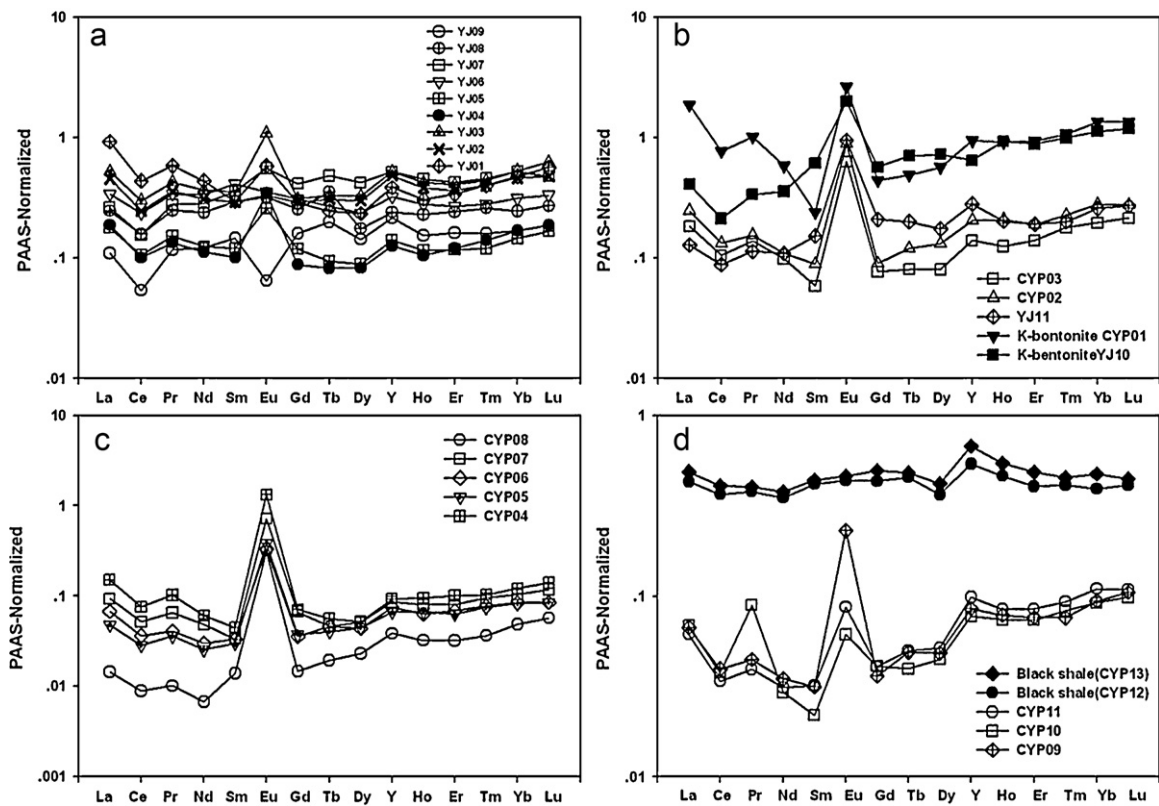 a
PAAS-Normalized
10
1
.1
.01
YJ09
YJ08
YJ07
YJ06
YJ05
YJ04
YJ03
YJ02
YJ01
La Ce Pr Nd Sm Eu Gd Tb Dy Y Ho Er Tm Yb Lu
b
PAAS-Normalized
10
1
.1
.01
CYP03
CYP02
YJ11
K-bontonite CYP01
K-bentoniteYJ10
La Ce Pr Nd Sm Eu Gd Tb Dy Y Ho Er Tm Yb Lu
c
PAAS-Normalized
10
1
.1
.01
.001
CYP08
CYP07
CYP06
CYP05
CYP04
La Ce Pr Nd Sm Eu Gd Tb Dy Y Ho Er Tm Yb Lu
d
PAAS-Normalized
1
.1
.01
Black shale(CYP13)
Black shale(CYP12)
CYP11
CYP10
CYP09
La Ce Pr Nd Sm Eu Gd Tb Dy Y Ho Er Tm Yb Lu